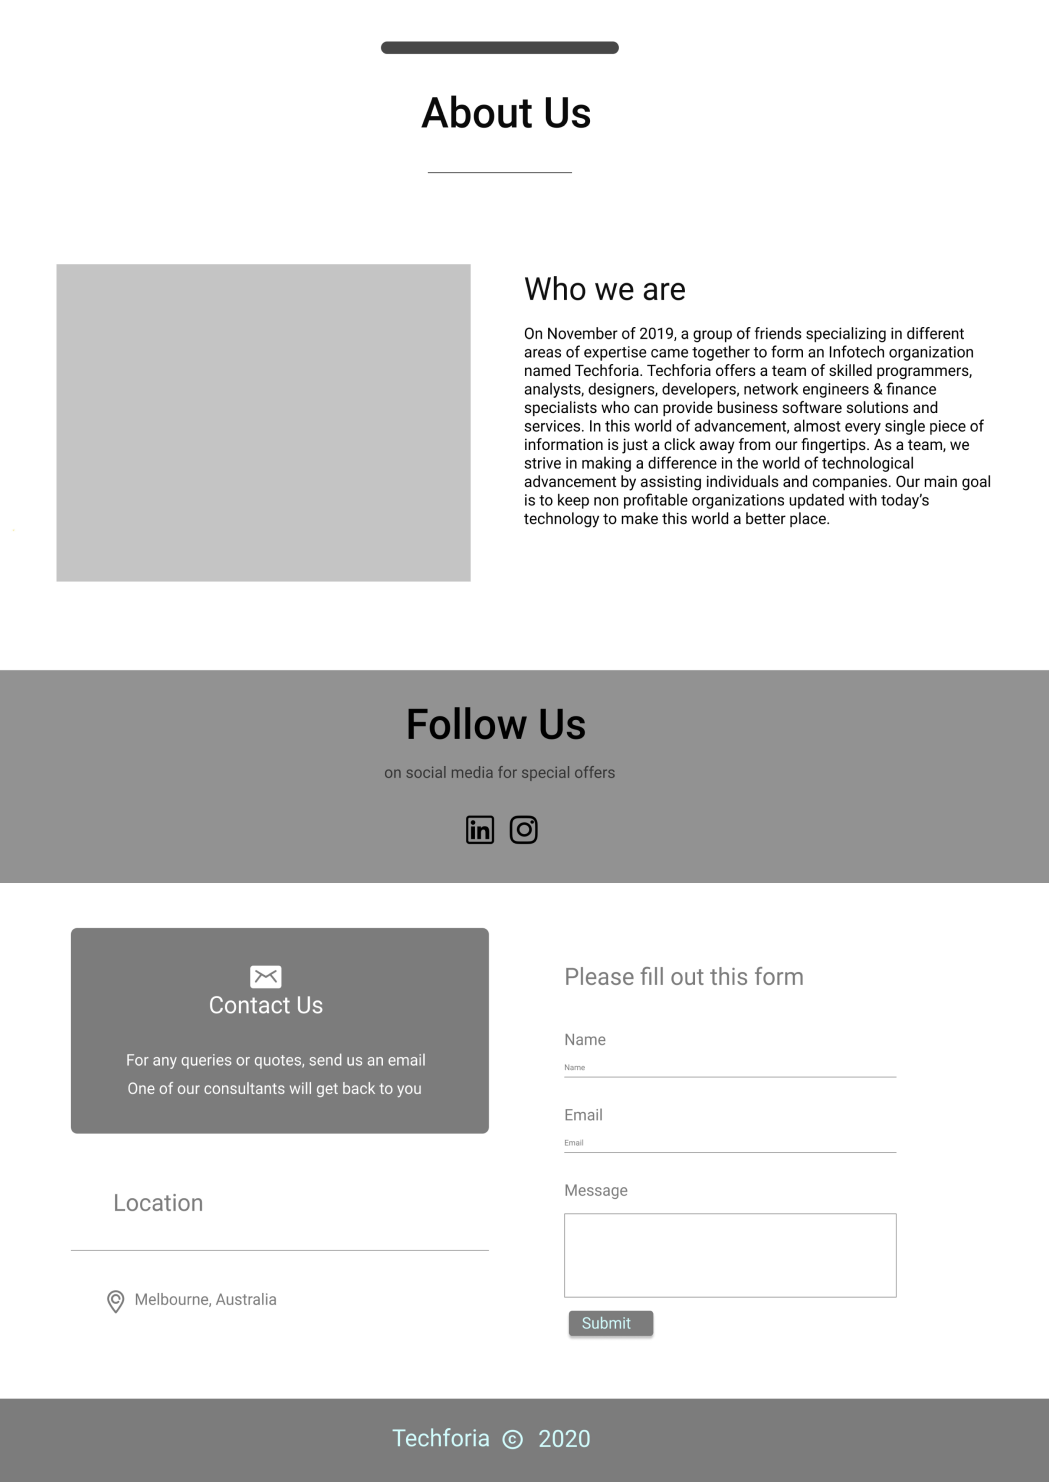 About Us
Who we are
On November of 2019, a group of friends specializing in different
areas of expertise came together to form an Infotech organization
named Techforia. Techforia offers a team of skilled programmers,
analysts, designers, developers, network engineers & finance
specialists who can provide business software solutions and
services. In this world of advancement, almost every single piece of
information is just a click away from our fingertips. As a team, we
strive in making a difference in the world of technological
advancement by assisting individuals and companies. Our main goal
is to keep non profitable organizations updated with today’s
technology to make this world a better place.
Follow Us
on social media for special offers
in
Contact Us
For any queries or quotes, send us an email
One of our consultants will get back to you
Location
Melbourne, Australia
Please fill out this form
Name
Name
Email
Email
Message
Submit
Techforia © 2020